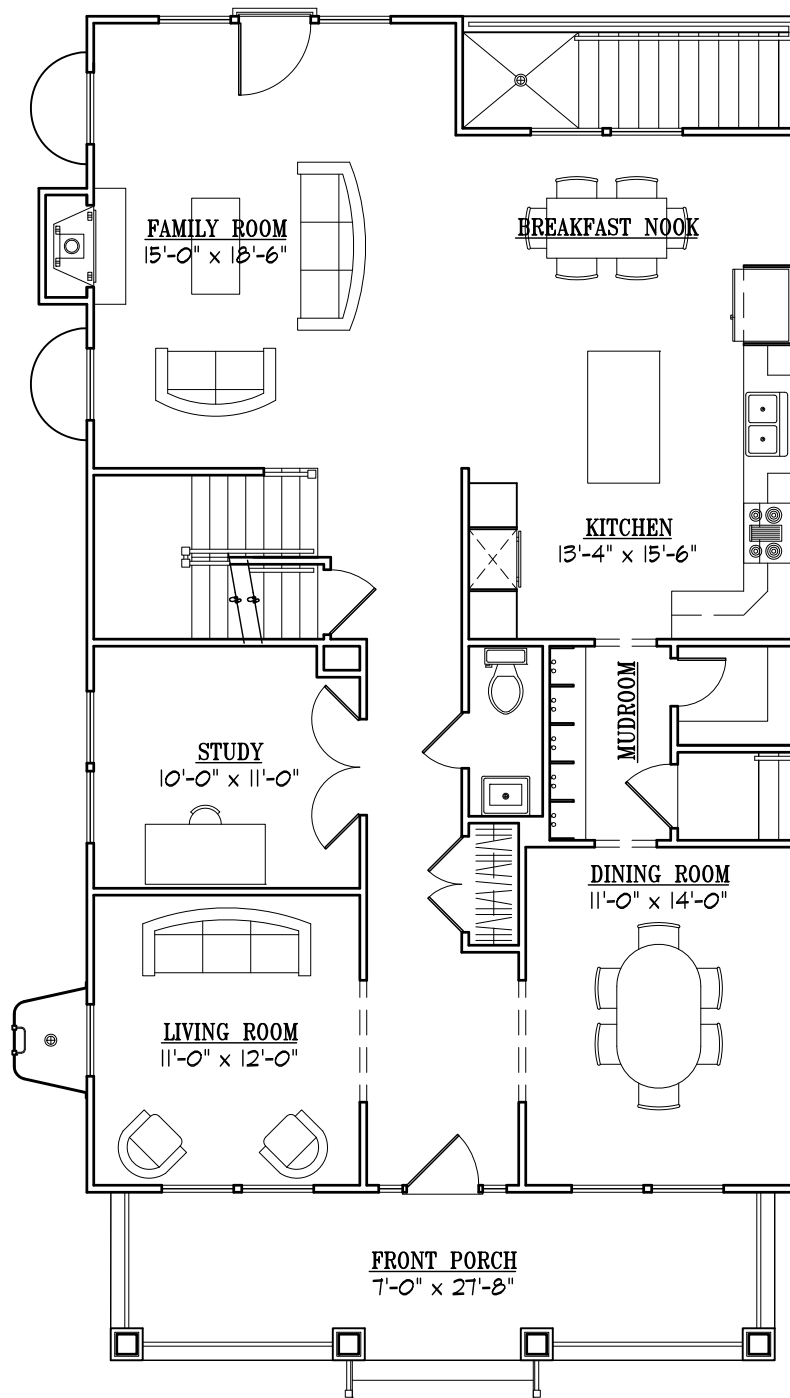 FAMILY ROOM
15'-0" x 18'-6"
BREAKFAST NOOK
KITCHEN
13'-4" x 15'-6"
MUDROOM
STUDY
10'-0" x 11'-0"
DINING ROOM
11'-0" x 14'-0"
LIVING ROOM
11'-0" x 12'-0"
FRONT PORCH
7'-0" x 27'-8"